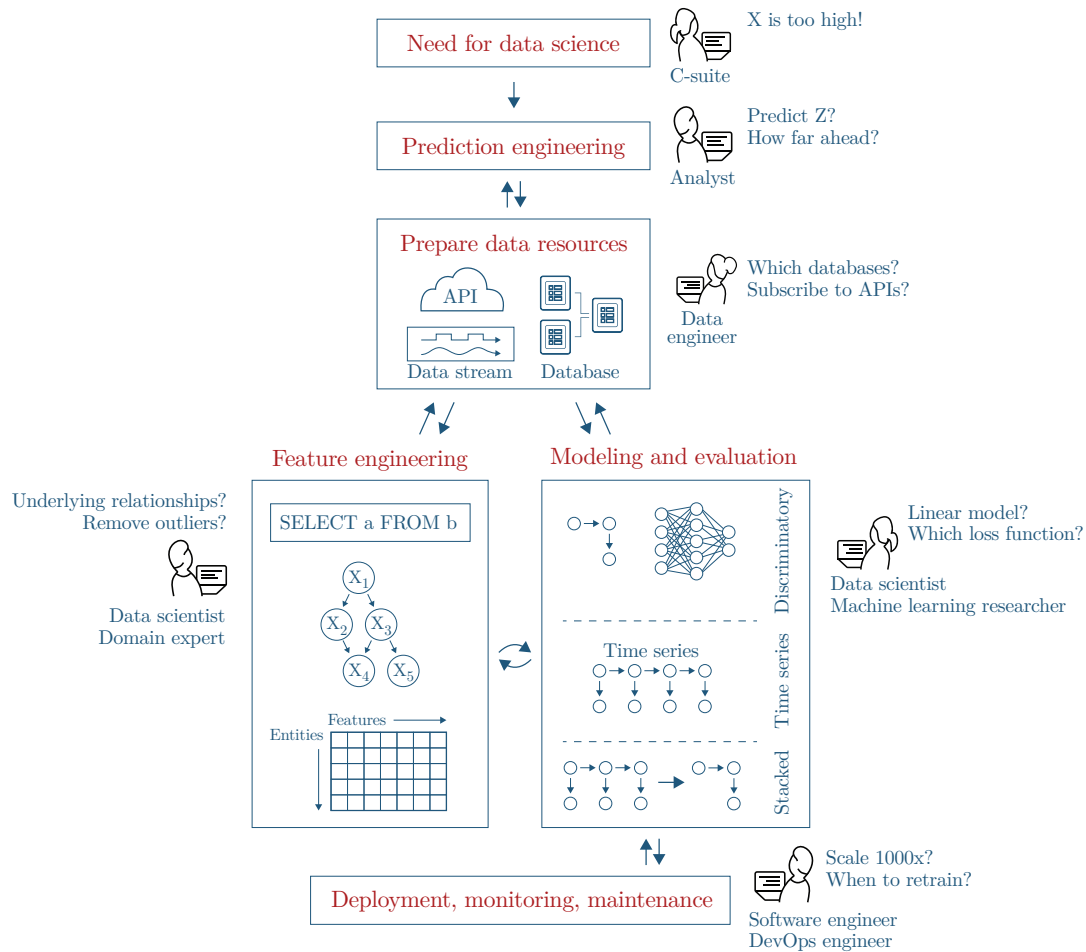 X is too high!
Need for data science
C-suite
Predict Z?
How far ahead?
Prediction engineering
Analyst
Prepare data resources
API
Data stream
Database
Which databases?
Subscribe to APIs?
Data
engineer
Feature engineering
Modeling and evaluation
Underlying relationships?
Remove outliers?
Data scientist
Domain expert
SELECT a FROM b
X1
X2
X3
X4
X5
Features
Entities
Discriminatory
Time series
Time series
Stacked
Linear model?
Which loss function?
Data scientist
Machine learning researcher
Deployment, monitoring, maintenance
Scale 1000x?
When to retrain?
Software engineer
DevOps engineer